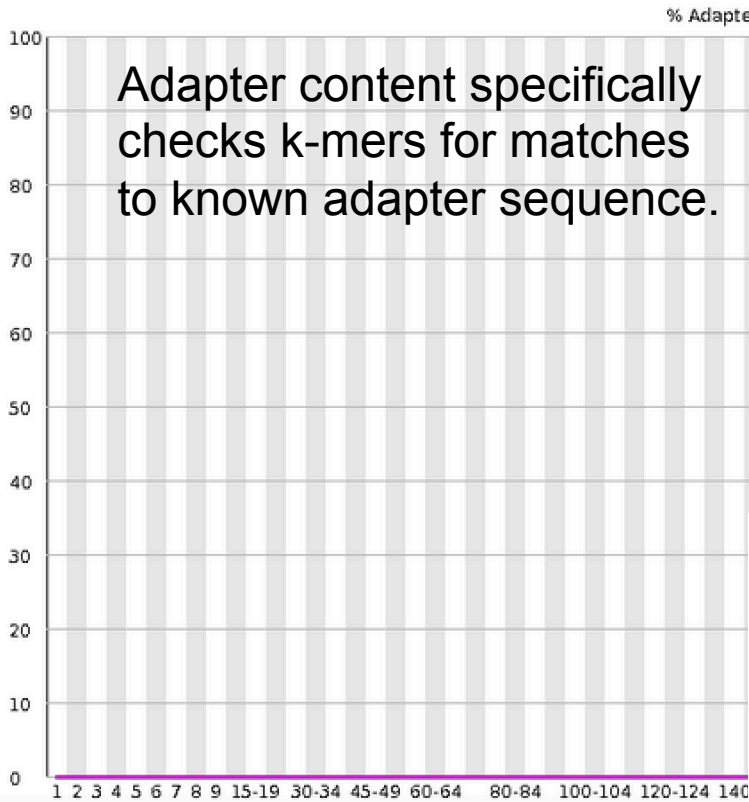 % Adapte
100
Adapter content specifically
checks k-mers for matches
to known adapter sequence.
90
80
70
60
50
40
30
20
10
0
1 2 3 4 5 6 7 8 9 15-19 30-34 45-49 60-64 80-84 100-104 120-124 140